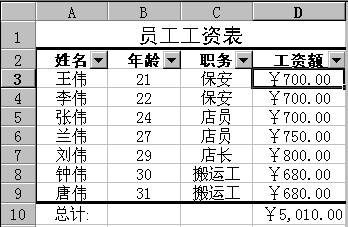 A B C D
1 员工工资表
2 姓名 年龄 职务 工资额
3 王伟 21 保安 ￥700.00
4 李伟 22 保安 ￥700.00
5 张伟 24 店员 ￥700.00
6 兰伟 27 店员 ￥750.00
7 刘伟 29 店长 ￥800.00
8 钟伟 30 搬运工 ￥680.00
9 唐伟 31 搬运工 ￥680.00
10 总计: ￥5,010.00